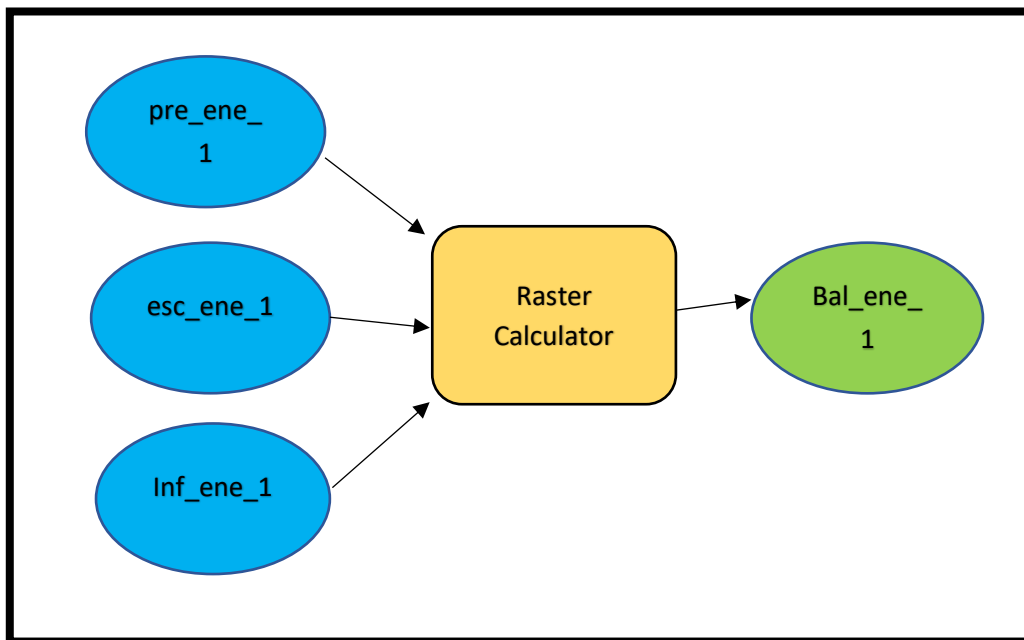 pre_ene_
1
esc_ene_1
Inf_ene_1
Raster
Calculator
Bal_ene_
1